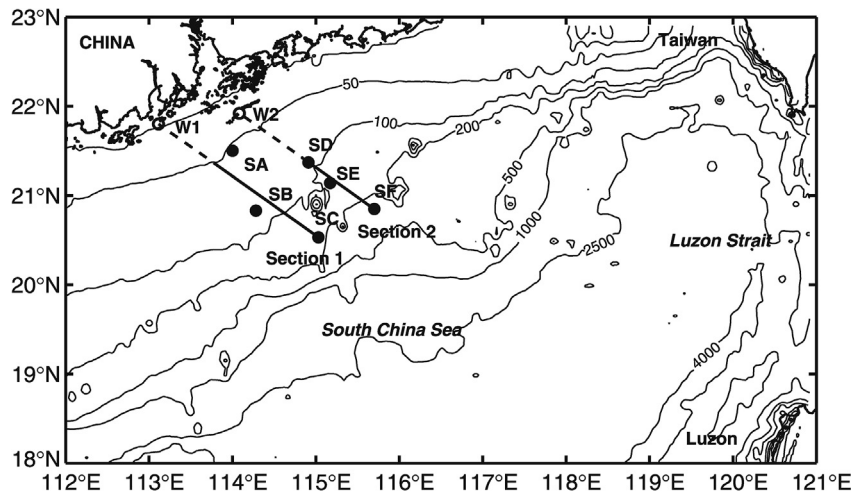 23°N
CHINA
Taiwan
50
22°N
W2
W1
100
200
SD
SA
SE
500
21°N
SB
SF
SC
1000
Section 2
Luzon Strait
2500
Section 1
20°N
South China Sea
19°N
4000
Luzon
18°N
112°E 113°E 114°E 115°E 116°E 117°E 118°E 119°E 120°E 121°E